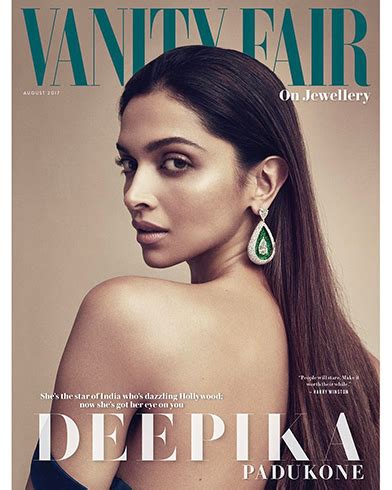 VANITY FAIR
On Jewellery
AUGUST 2017
"People will stare. Make it
worth their while."
– HARRY WINSTON
She's the star of India who's dazzling Hollywood;
now she's got her eye on you
DEEPIKA
PADUKONE